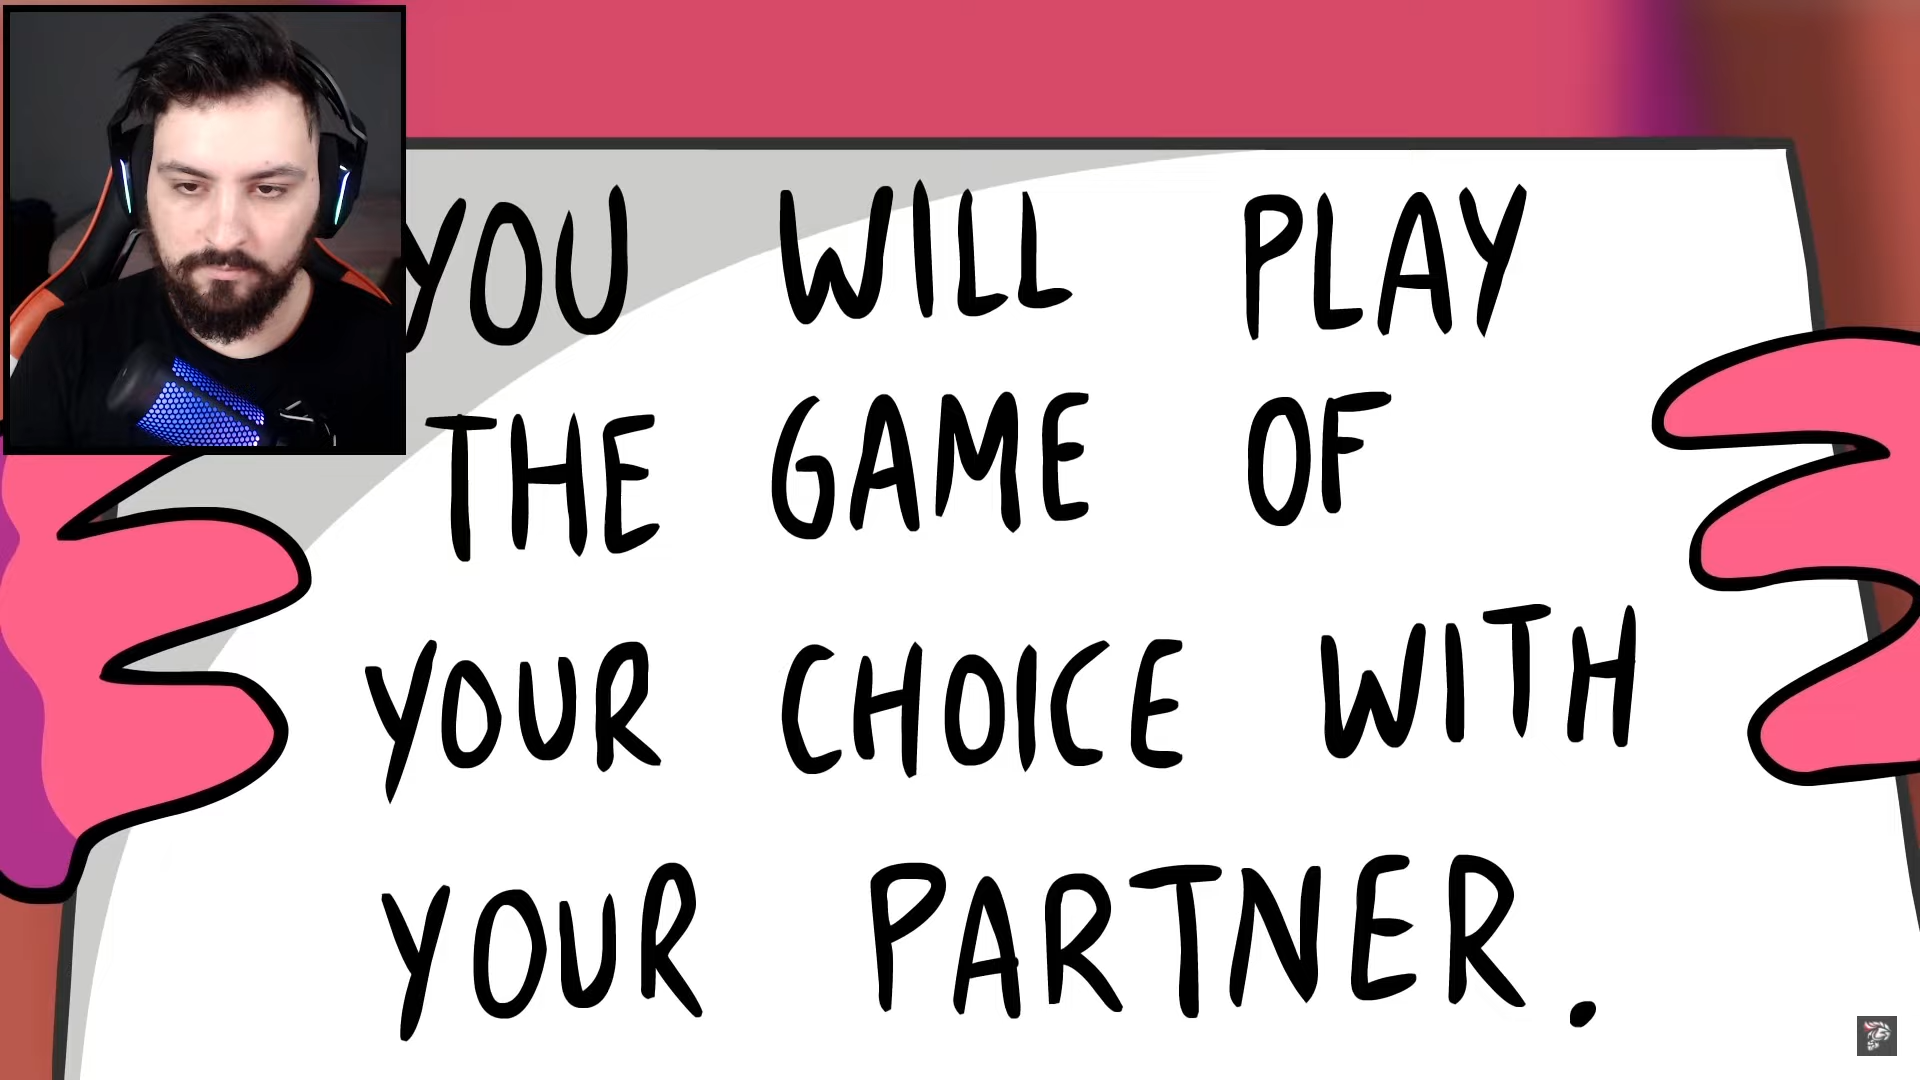 YOU WILL PLAY
THE GAME OF
YOUR CHOICE WITH
YOUR PARTNER.